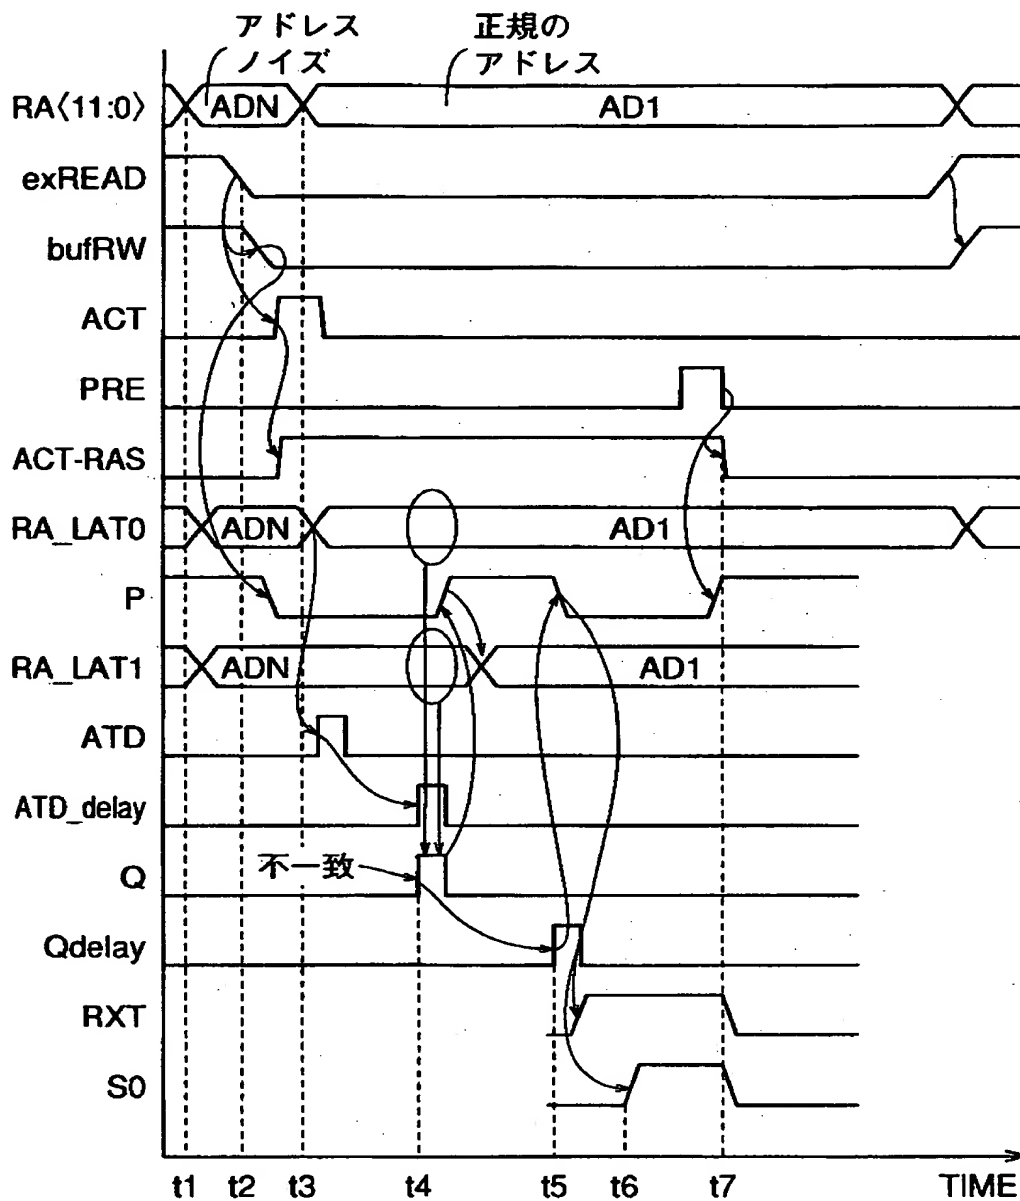 アドレス
ノイズ
正規の
アドレス
RA〈11:0〉
ADN
AD1
exREAD
bufRW
ACT
PRE
ACT-RAS
RA_LAT0
ADN
AD1
P
RA_LAT1
ADN
AD1
ATD
ATD_delay
不一致
Q
Qdelay
RXT
S0
t1 t2 t3 t4 t5 t6 t7 TIME